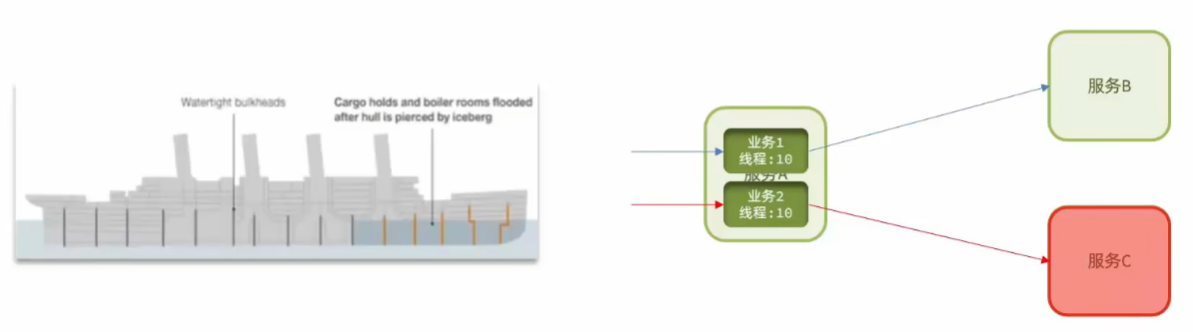 Watertight bulkheads
Cargo holds and boiler rooms flooded
after hull is pierced by iceberg
业务1
线程:10
服务A
业务2
线程:10
服务B
服务C